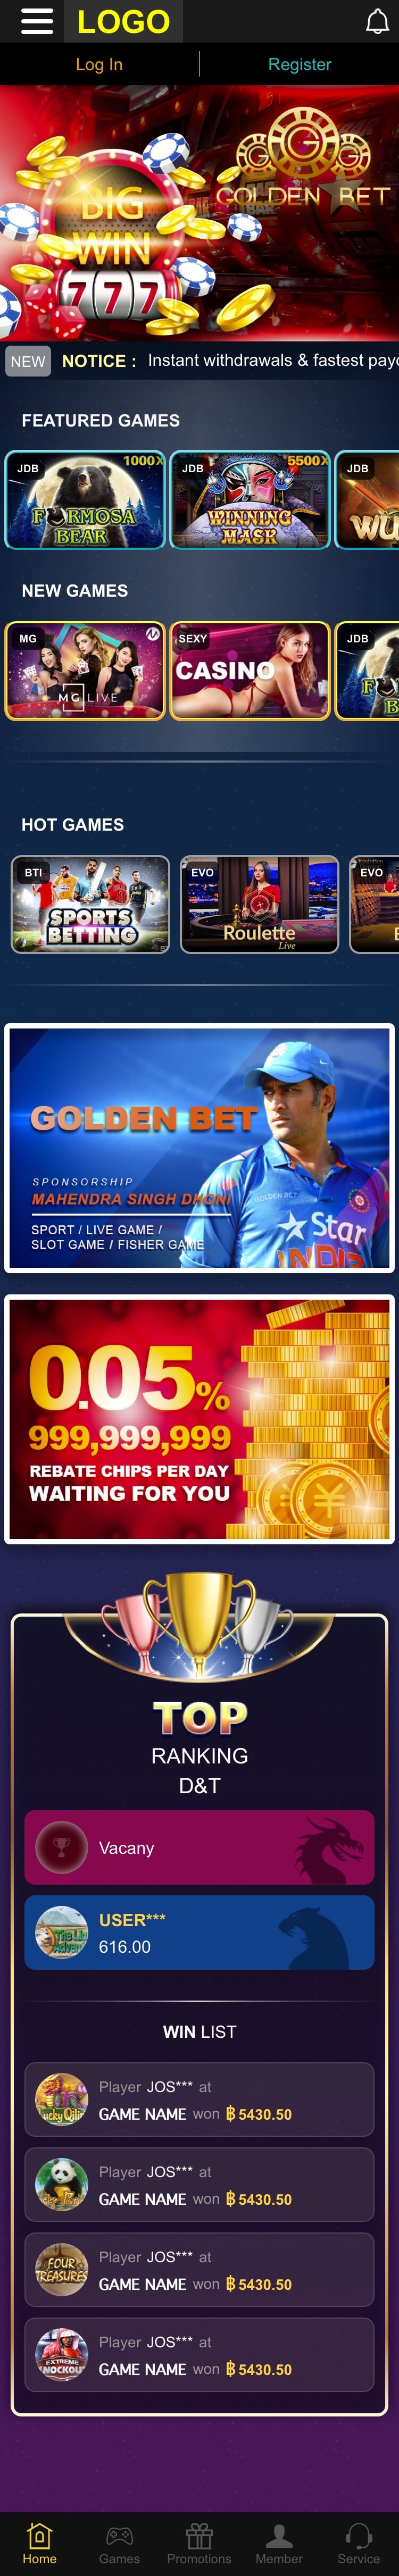 LOGO
Log In
Register
BIG
WIN
777
GOLDEN BET
NEW
NOTICE : Instant withdrawals & fastest payo
FEATURED GAMES
JDB
1000X
FORMOSA
BEAR
JDB
5500X
WINNING
MASK
JDB
WU
NEW GAMES
MG
MG LIVE
SEXY
CASINO
JDB
HOT GAMES
BTI
SPORTS
BETTING
EVO
Roulette
Live
EVO
GOLDEN BET
SPONSORSHIP
MAHENDRA SINGH DHONI
SPORT / LIVE GAME /
SLOT GAME / FISHER GAME
GOLDEN BET
Star
INDIA
0.05%
999,999,999
REBATE CHIPS PER DAY
WAITING FOR YOU
TOP
RANKING
D&T
Vacany
USER***
616.00
WIN LIST
Player JOS*** at
GAME NAME won ฿ 5430.50
Player JOS*** at
GAME NAME won ฿ 5430.50
FOUR
TREASURES
Player JOS*** at
GAME NAME won ฿ 5430.50
EXTREME
Player JOS*** at
GAME NAME won ฿ 5430.50
Home
Games
Promotions
Member
Service